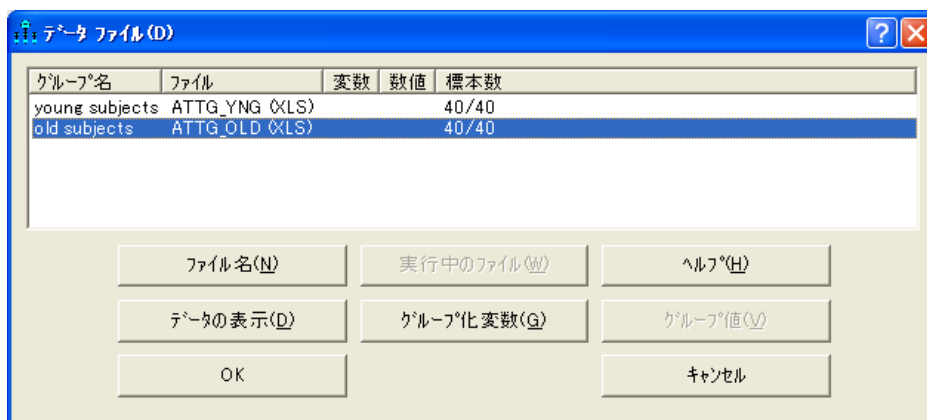 ﾃﾞｰﾀ ﾌｧｲﾙ(D)
ｸﾞﾙｰﾌﾟ名 ﾌｧｲﾙ 変数 数値 標本数
young subjects ATTG_YNG (XLS) 40/40
old subjects ATTG_OLD (XLS) 40/40
ﾌｧｲﾙ名(N) 実行中のﾌｧｲﾙ(W) ﾍﾙﾌﾟ(H)
ﾃﾞｰﾀの表示(D) ｸﾞﾙｰﾌﾟ化変数(G) ｸﾞﾙｰﾌﾟ値(V)
OK ｷｬﾝｾﾙ